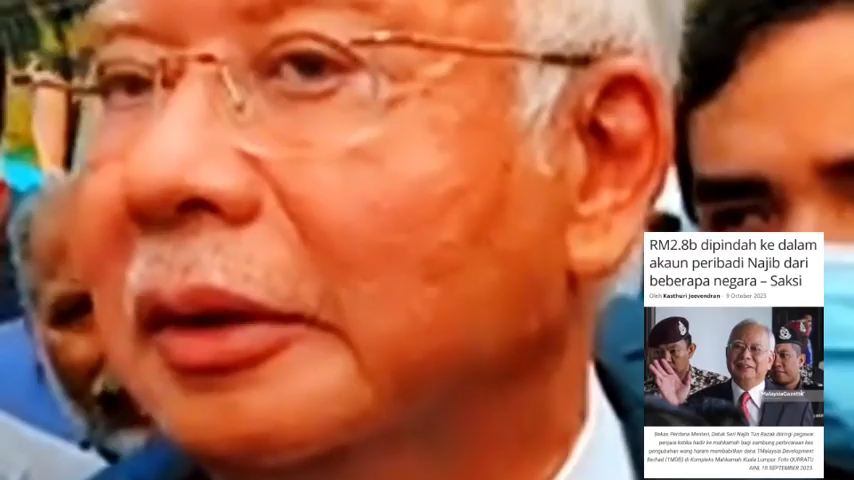 RM2.8b dipindah ke dalam
akaun peribadi Najib dari
beberapa negara – Saksi
Oleh Kasthuri Jeevendran - 9 October 2023
MalaysiaGazette
Bekas Perdana Menteri, Datuk Seri Najib Tun Razak diiringi pegawai
penjara ketika hadir ke mahkamah bagi sambung perbicaraan kes
pengubahan wang haram membabitkan dana 1Malaysia Development
Berhad (1MDB) di Kompleks Mahkamah Kuala Lumpur. Foto
AINI, 18 SEPTEMBER 2023.